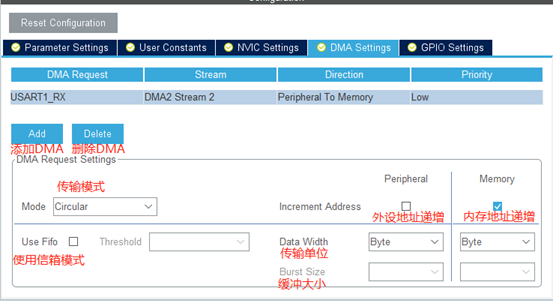 Configuration
Reset Configuration
Parameter Settings
User Constants
NVIC Settings
DMA Settings
GPIO Settings
DMA Request
Stream
Direction
Priority
USART1_RX
DMA2 Stream 2
Peripheral To Memory
Low
Add
Delete
添加DMA
删除DMA
DMA Request Settings
传输模式
Peripheral
Memory
Mode
Circular
Increment Address
外设地址递增
内存地址递增
Use Fifo
Threshold
Data Width
Byte
Byte
使用信箱模式
传输单位
Burst Size
缓冲大小